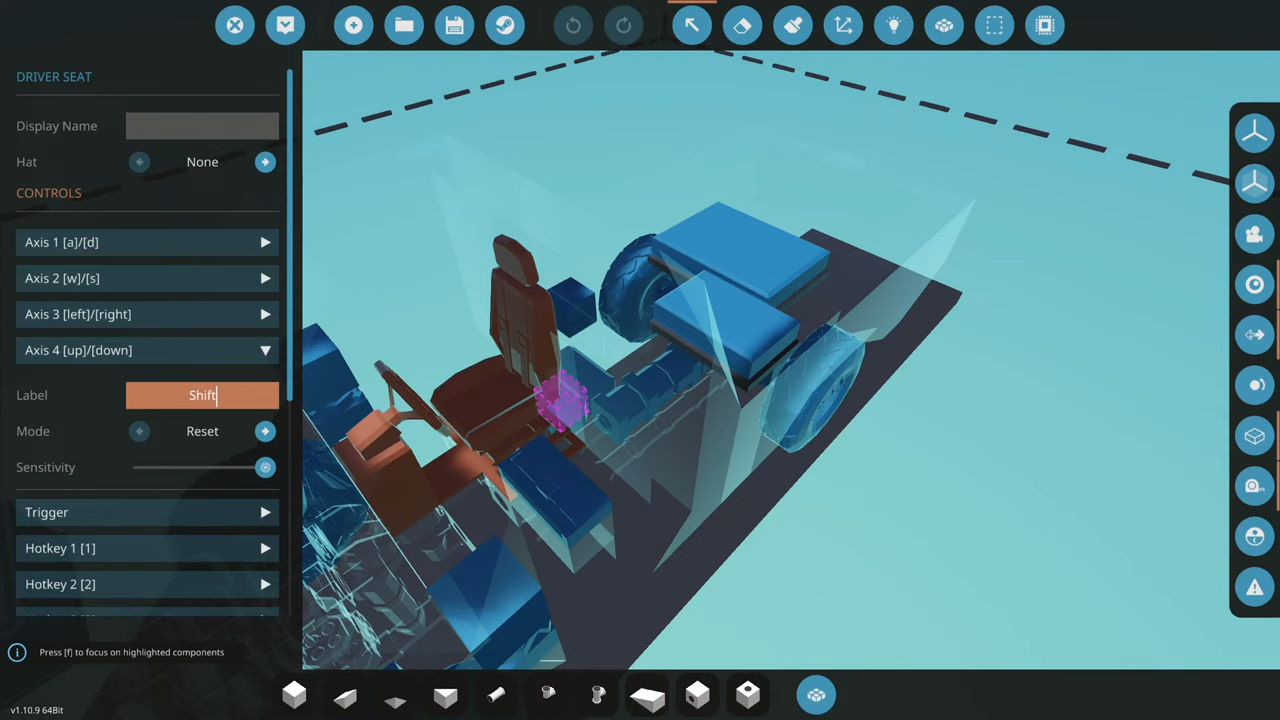 DRIVER SEAT
Display Name
Hat
None
CONTROLS
Axis 1 [a]/[d]
Axis 2 [w]/[s]
Axis 3 [left]/[right]
Axis 4 [up]/[down]
Label
Shift
Mode
Reset
Sensitivity
Trigger
Hotkey 1 [1]
Hotkey 2 [2]
Press [f] to focus on highlighted components
v1.10.9 64Bit